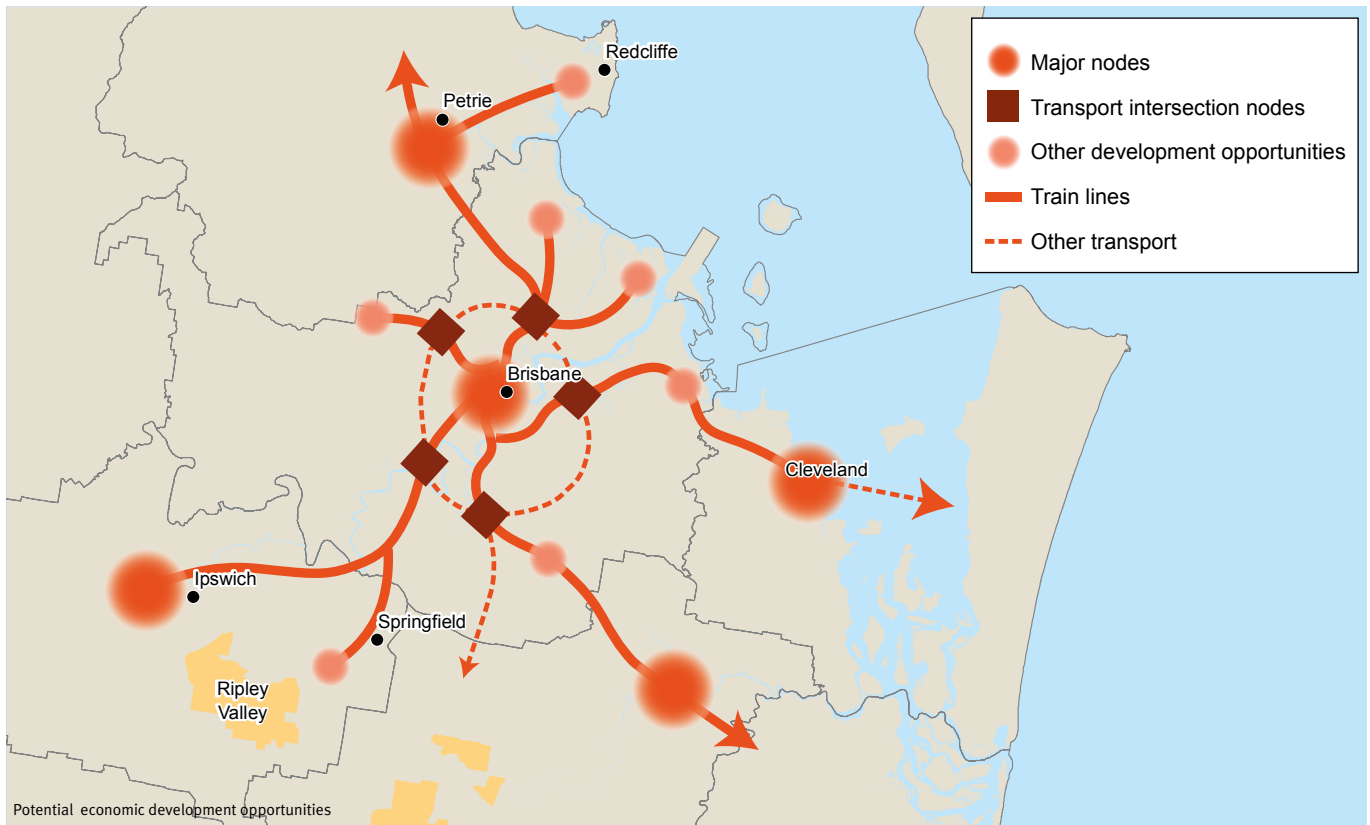 Redcliffe
Petrie
Major nodes
Transport intersection nodes
Other development opportunities
Train lines
Other transport
Brisbane
Cleveland
Ipswich
Springfield
Ripley
Valley
Potential economic development opportunities